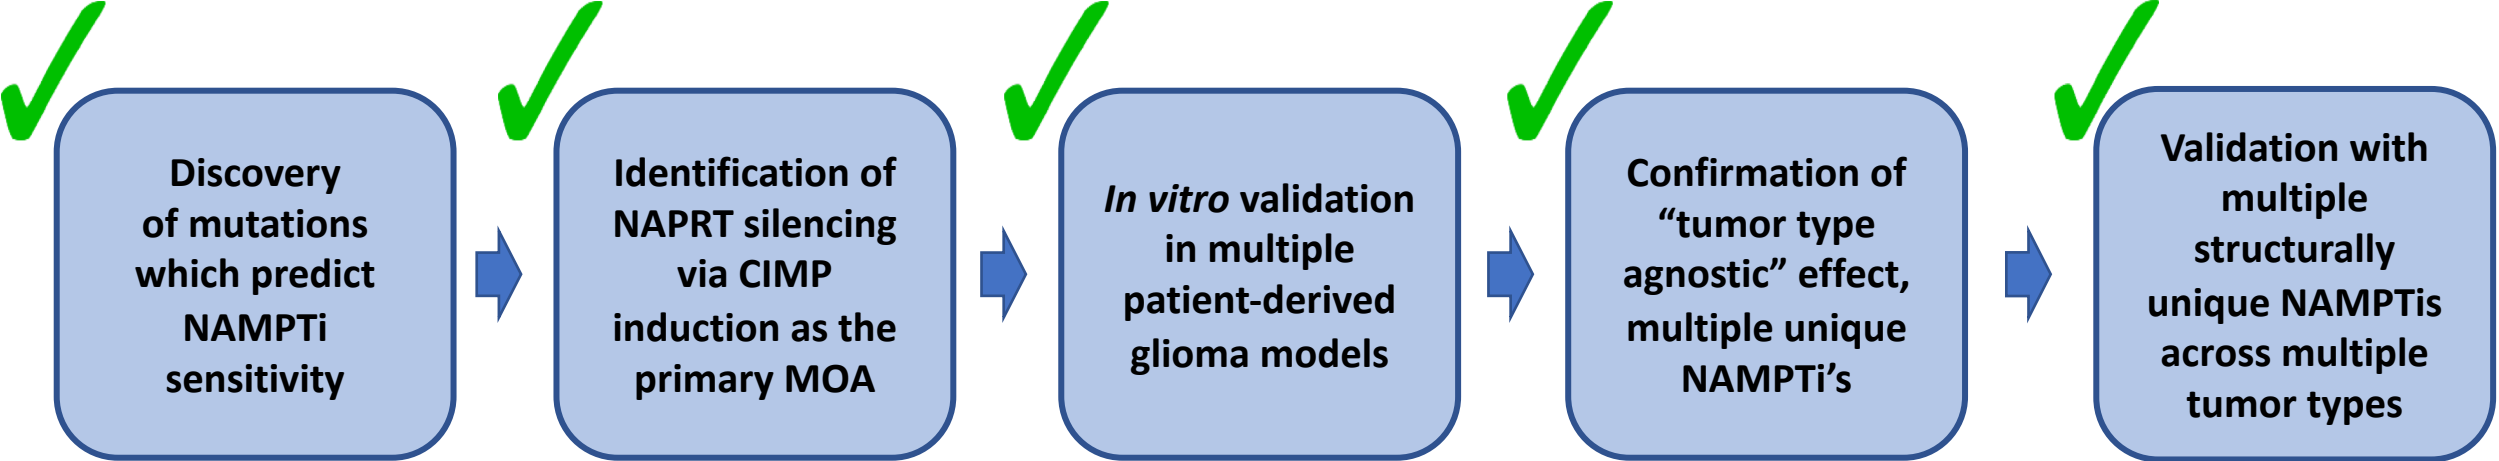 Discovery
of mutations
which predict
NAMPTi
sensitivity
Identification of
NAPRT silencing
via CIMP
induction as the
primary MOA
In vitro validation
in multiple
patient-derived
glioma models
Confirmation of
“tumor type
agnostic” effect,
multiple unique
NAMPTi’s
Validation with
multiple
structurally
unique NAMPTis
across multiple
tumor types